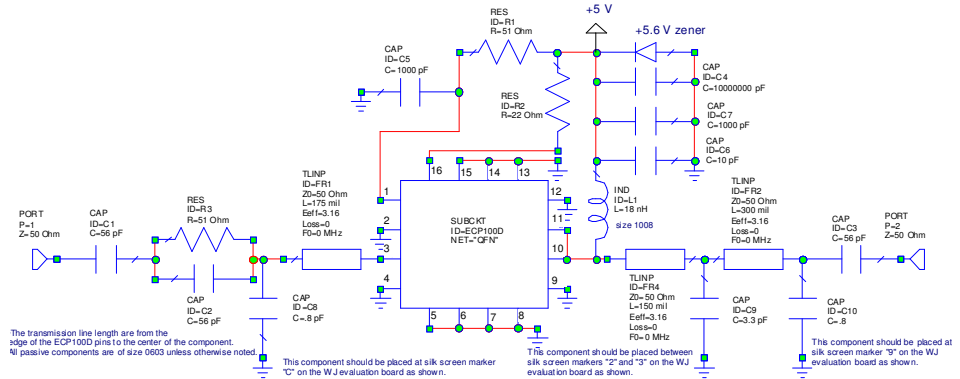 +5 V
RES
ID=R1
R=51 Ohm
+5.6 V zener
CAP
ID=C5
C=1000 pF
CAP
ID=C4
C=10000000 pF
RES
ID=R2
R=22 Ohm
CAP
ID=C7
C=1000 pF
CAP
ID=C6
C=10 pF
16
15
14
13
TLINP
ID=FR1
Z0=50 Ohm
L=175 mil
Eeff=3.16
Loss=0
F0=0 MHz
TLINP
ID=FR2
Z0=50 Ohm
L=300 mil
Eeff=3.16
Loss=0
F0=0 MHz
IND
ID=L1
L=18 nH
size 1008
1
12
2
11
3
10
4
9
SUBCKT
ID=ECP100D
NET="QFN"
PORT
P=1
Z=50 Ohm
CAP
ID=C1
C=56 pF
RES
ID=R3
R=51 Ohm
CAP
ID=C3
C=56 pF
PORT
P=2
Z=50 Ohm
CAP
ID=C2
C=56 pF
CAP
ID=C8
C=.8 pF
5
6
7
8
TLINP
ID=FR4
Z0=50 Ohm
L=150 mil
Eeff=3.16
Loss=0
F0=0 MHz
CAP
ID=C9
C=3.3 pF
CAP
ID=C10
C=.8
The transmission line length are from the
edge of the ECP100D pins to the center of the component.
All passive components are of size 0603 unless otherwise noted.
This component should be placed at silk screen marker
"C" on the WJ evaluation board as shown.
This component should be placed between
silk screen markers "2" and "3" on the WJ
evaluation board as shown.
This component should be placed at
silk screen marker "9" on the WJ
evaluation board as shown.